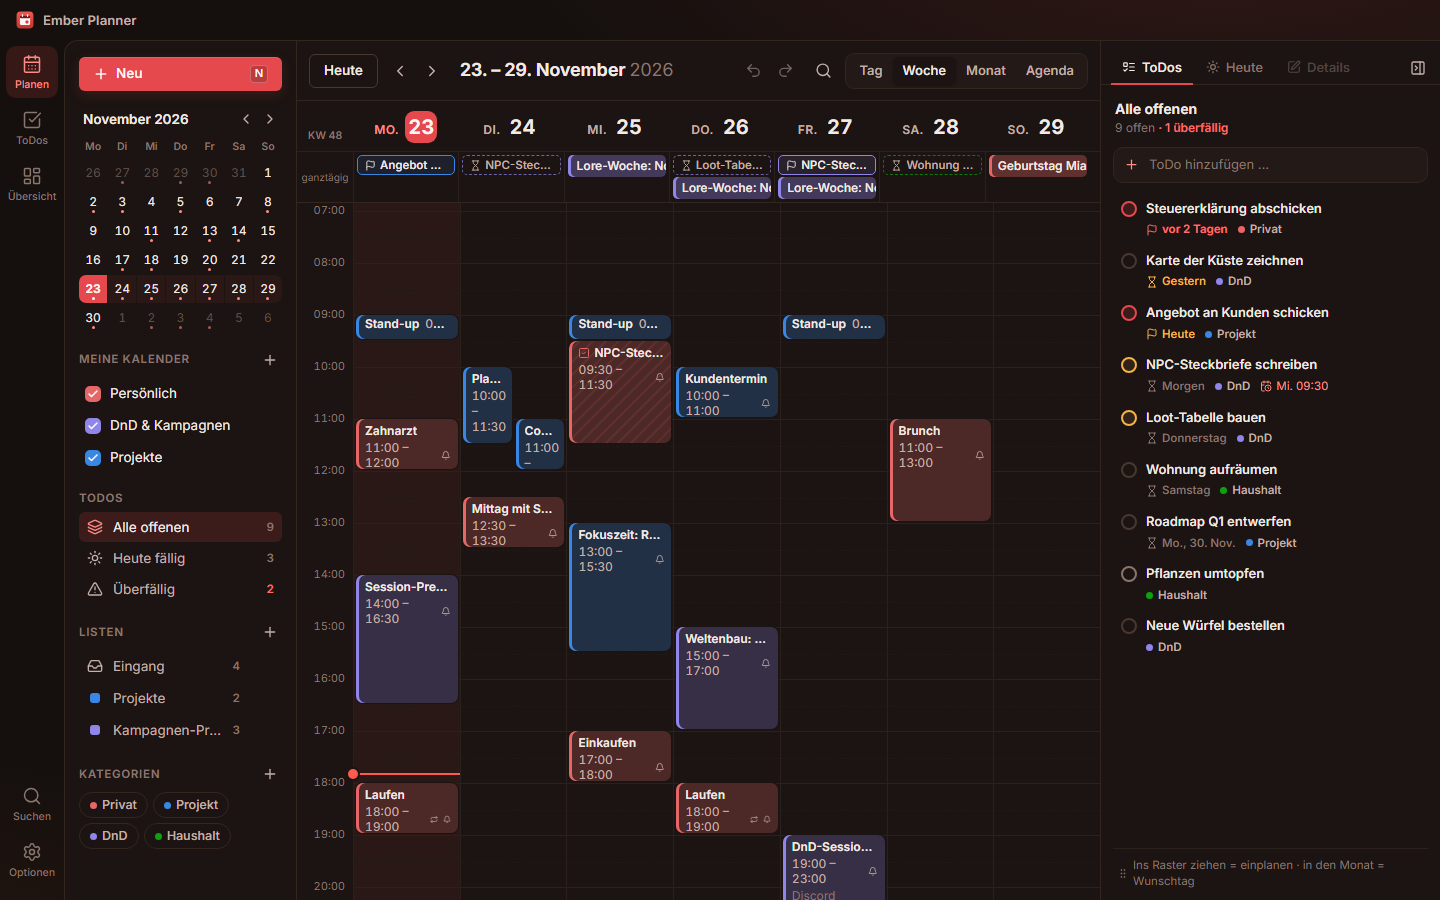 Ember Planner
Planen
ToDos
Übersicht
Suchen
Optionen
Neu N
November 2026
Mo Di Mi Do Fr Sa So
26 27 28 29 30 31 1
2 3 4 5 6 7 8
9 10 11 12 13 14 15
16 17 18 19 20 21 22
23 24 25 26 27 28 29
30 1 2 3 4 5 6
MEINE KALENDER
Persönlich
DnD & Kampagnen
Projekte
TODOS
Alle offenen 9
Heute fällig 3
Überfällig 2
LISTEN
Eingang 4
Projekte 2
Kampagnen-Pr... 3
KATEGORIEN
Privat Projekt
DnD Haushalt
Heute
23. – 29. November 2026
Tag Woche Monat Agenda
KW 48
MO. 23 DI. 24 MI. 25 DO. 26 FR. 27 SA. 28 SO. 29
ganztägig
Angebot ...
NPC-Stec...
Lore-Woche: Ne
Loot-Tabe...
NPC-Stec...
Wohnung ...
Geburtstag Mia
Lore-Woche: Ne
Lore-Woche: Ne
07:00
08:00
09:00
10:00
11:00
12:00
13:00
14:00
15:00
16:00
17:00
18:00
19:00
20:00
Stand-up 0...
Zahnarzt
11:00 –
12:00
Session-Pre...
14:00 –
16:30
Laufen
18:00 –
19:00
Pla...
10:00
–
11:30
Co...
11:00
–
Mittag mit S...
12:30 –
13:30
Stand-up 0...
NPC-Stec...
09:30 –
11:30
Fokuszeit: R...
13:00 –
15:30
Einkaufen
17:00 –
18:00
Kundentermin
10:00 –
11:00
Weltenbau: ...
15:00 –
17:00
Laufen
18:00 –
19:00
Stand-up 0...
DnD-Sessio...
19:00 –
23:00
Discord
Brunch
11:00 –
13:00
ToDos Heute Details
Alle offenen
9 offen · 1 überfällig
ToDo hinzufügen ...
Steuererklärung abschicken
vor 2 Tagen Privat
Karte der Küste zeichnen
Gestern DnD
Angebot an Kunden schicken
Heute Projekt
NPC-Steckbriefe schreiben
Morgen DnD Mi. 09:30
Loot-Tabelle bauen
Donnerstag DnD
Wohnung aufräumen
Samstag Haushalt
Roadmap Q1 entwerfen
Mo., 30. Nov. Projekt
Pflanzen umtopfen
Haushalt
Neue Würfel bestellen
DnD
Ins Raster ziehen = einplanen · in den Monat =
Wunschtag